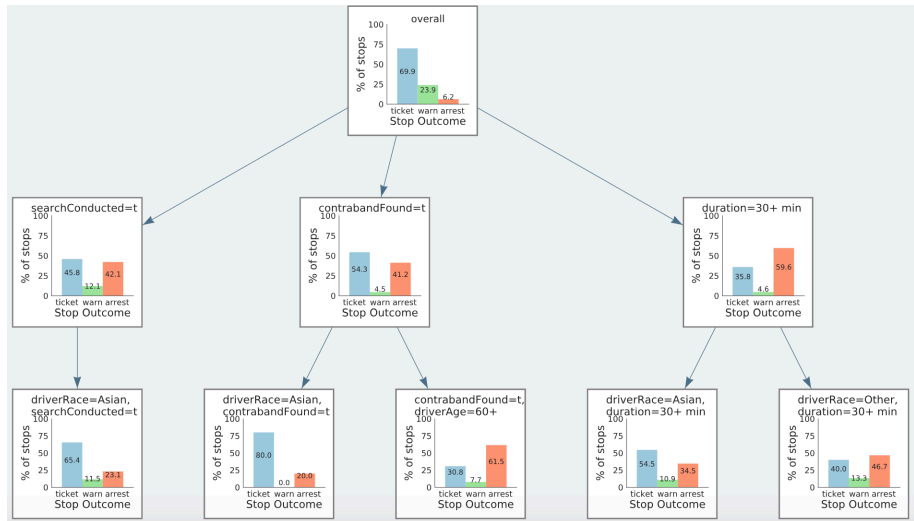 overall
100
75
50
25
0
% of stops
69.9
23.9
6.2
ticket warn arrest
Stop Outcome
searchConducted=t
100
75
50
25
0
% of stops
45.8
12.1
42.1
ticket warn arrest
Stop Outcome
contrabandFound=t
100
75
50
25
0
% of stops
54.3
4.5
41.2
ticket warn arrest
Stop Outcome
duration=30+ min
100
75
50
25
0
% of stops
35.8
4.6
59.6
ticket warn arrest
Stop Outcome
driverRace=Asian,
searchConducted=t
100
75
50
25
0
% of stops
65.4
11.5
23.1
ticket warn arrest
Stop Outcome
driverRace=Asian,
contrabandFound=t
100
75
50
25
0
% of stops
80.0
0.0
20.0
ticket warn arrest
Stop Outcome
contrabandFound=t,
driverAge=60+
100
75
50
25
0
% of stops
30.8
7.7
61.5
ticket warn arrest
Stop Outcome
driverRace=Asian,
duration=30+ min
100
75
50
25
0
% of stops
54.5
10.9
34.5
ticket warn arrest
Stop Outcome
driverRace=Other,
duration=30+ min
100
75
50
25
0
% of stops
40.0
13.3
46.7
ticket warn arrest
Stop Outcome